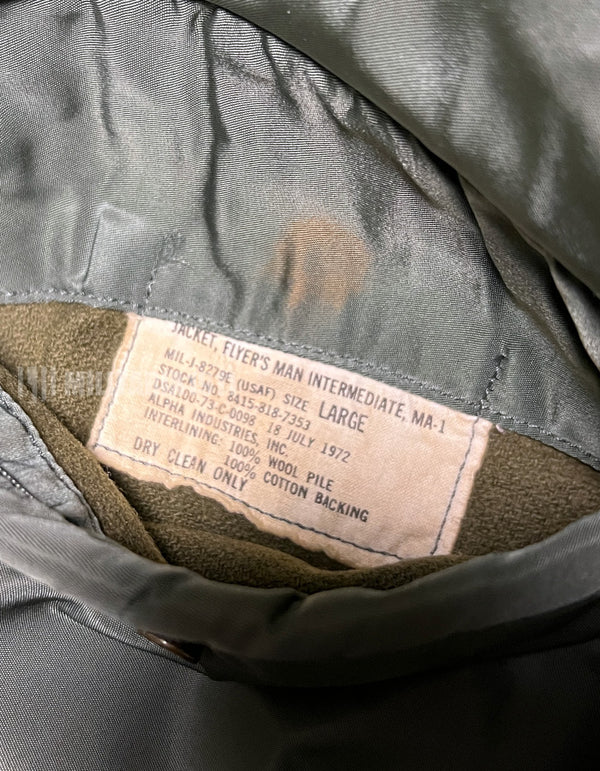 JACKET, FLYER'S MAN INTERMEDIATE, MA-1
MIL-J-8279E (USAF) SIZE LARGE
STOCK NO. 8415-818-7353
DSA100-73-C-0098 18 JULY 1972
ALPHA INDUSTRIES, INC.
INTERLINING: 100% WOOL PILE
100% COTTON BACKING
DRY CLEAN ONLY